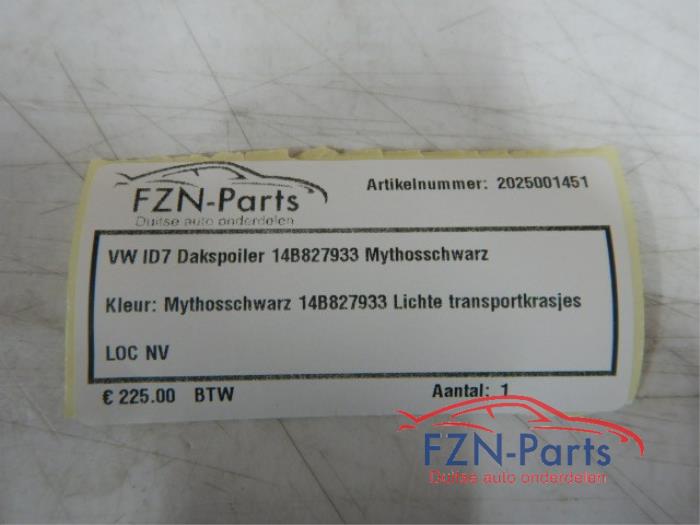 FZN-Parts
Duitse auto onderdelen
Artikelnummer: 2025001451
VW ID7 Dakspoiler 14B827933 Mythosschwarz
Kleur: Mythosschwarz 14B827933 Lichte transportkrasjes
LOC NV
€ 225.00 BTW
Aantal: 1
FZN-Parts
Duitse auto onderdelen